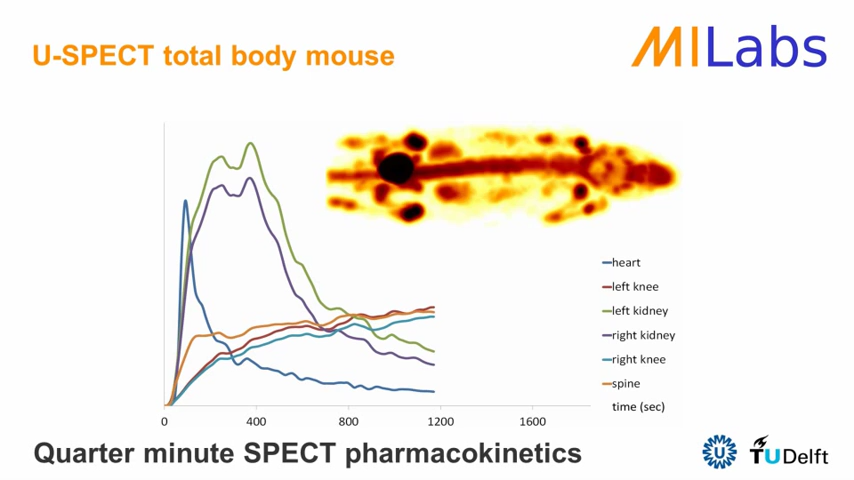 U-SPECT total body mouse
MILabs
heart
left knee
left kidney
right kidney
right knee
spine
time (sec)
0 400 800 1200 1600
Quarter minute SPECT pharmacokinetics
U
TUDelft